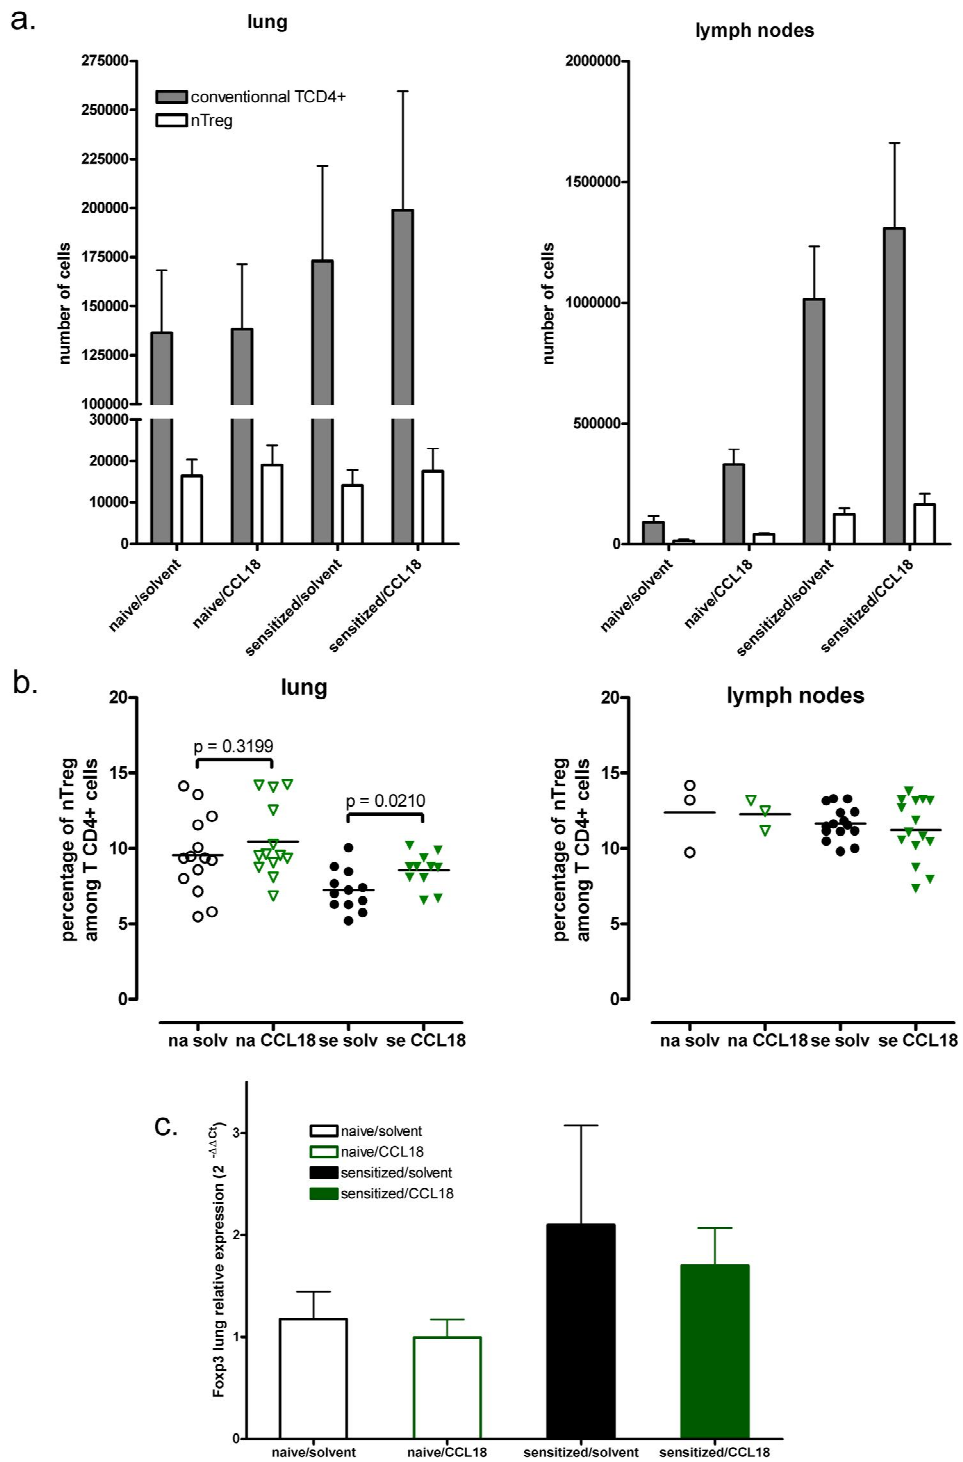 a.
lung
275000
250000
225000
200000
175000
150000
125000
100000
30000
20000
10000
0
number of cells
conventionnal TCD4+
nTreg
naive/solvent
naive/CCL18
sensitized/solvent
sensitized/CCL18
lymph nodes
2000000
1500000
1000000
500000
0
number of cells
naive/solvent
naive/CCL18
sensitized/solvent
sensitized/CCL18
b.
lung
20
15
10
5
0
percentage of nTreg
among T CD4+ cells
p = 0.3199
p = 0.0210
na solv na CCL18 se solv se CCL18
lymph nodes
20
15
10
5
0
percentage of nTreg
among T CD4+ cells
na solv na CCL18 se solv se CCL18
c.
3
2
1
0
Foxp3 lung relative expression (2 -ΔΔCt)
naive/solvent
naive/CCL18
sensitized/solvent
sensitized/CCL18
naive/solvent naive/CCL18 sensitized/solvent sensitized/CCL18